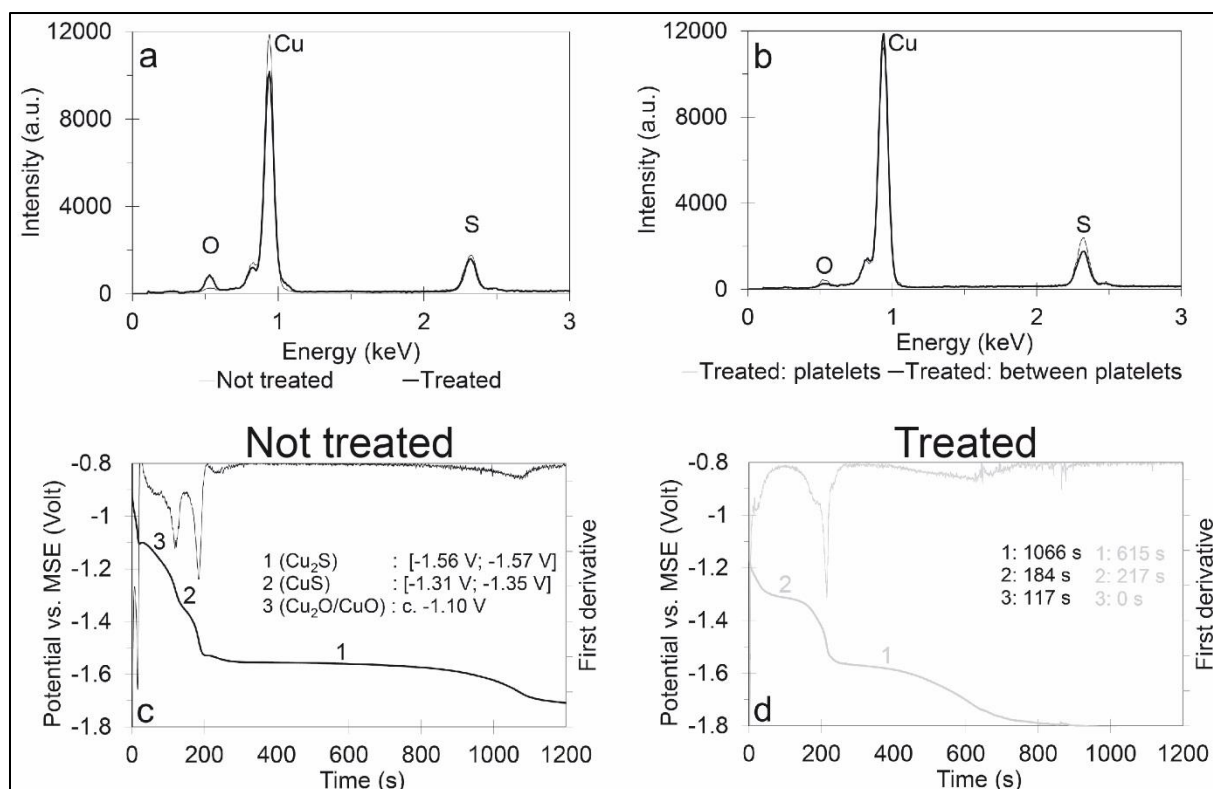 a
12000
8000
4000
0
Intensity (a.u.)
Cu
O
S
0 1 2 3
Energy (keV)
Not treated Treated
b
12000
8000
4000
0
Intensity (a.u.)
Cu
O
S
0 1 2 3
Energy (keV)
Treated: platelets Treated: between platelets
Not treated
-0.8
-1
-1.2
-1.4
-1.6
-1.8
Potential vs. MSE (Volt)
3
2
1
1 (Cu₂S) : [-1.56 V; -1.57 V]
2 (CuS) : [-1.31 V; -1.35 V]
3 (Cu₂O/CuO) : c. -1.10 V
First derivative
c
0 200 400 600 800 1000 1200
Time (s)
Treated
-0.8
-1
-1.2
-1.4
-1.6
-1.8
Potential vs. MSE (Volt)
2
1
1: 1066 s 1: 615 s
2: 184 s 2: 217 s
3: 117 s 3: 0 s
First derivative
d
0 200 400 600 800 1000 1200
Time (s)